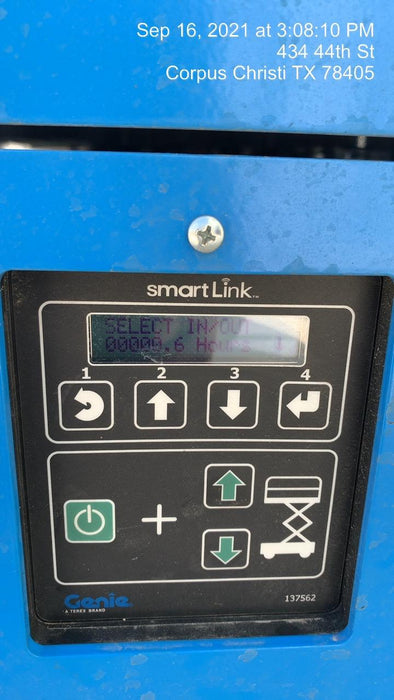 Sep 16, 2021 at 3:08:10 PM
434 44th St
Corpus Christi TX 78405
smartLink™
SELECT IN/OUT
00000.6 Hours
1 2 3 4
+
Genie
A TEREX BRAND
137562